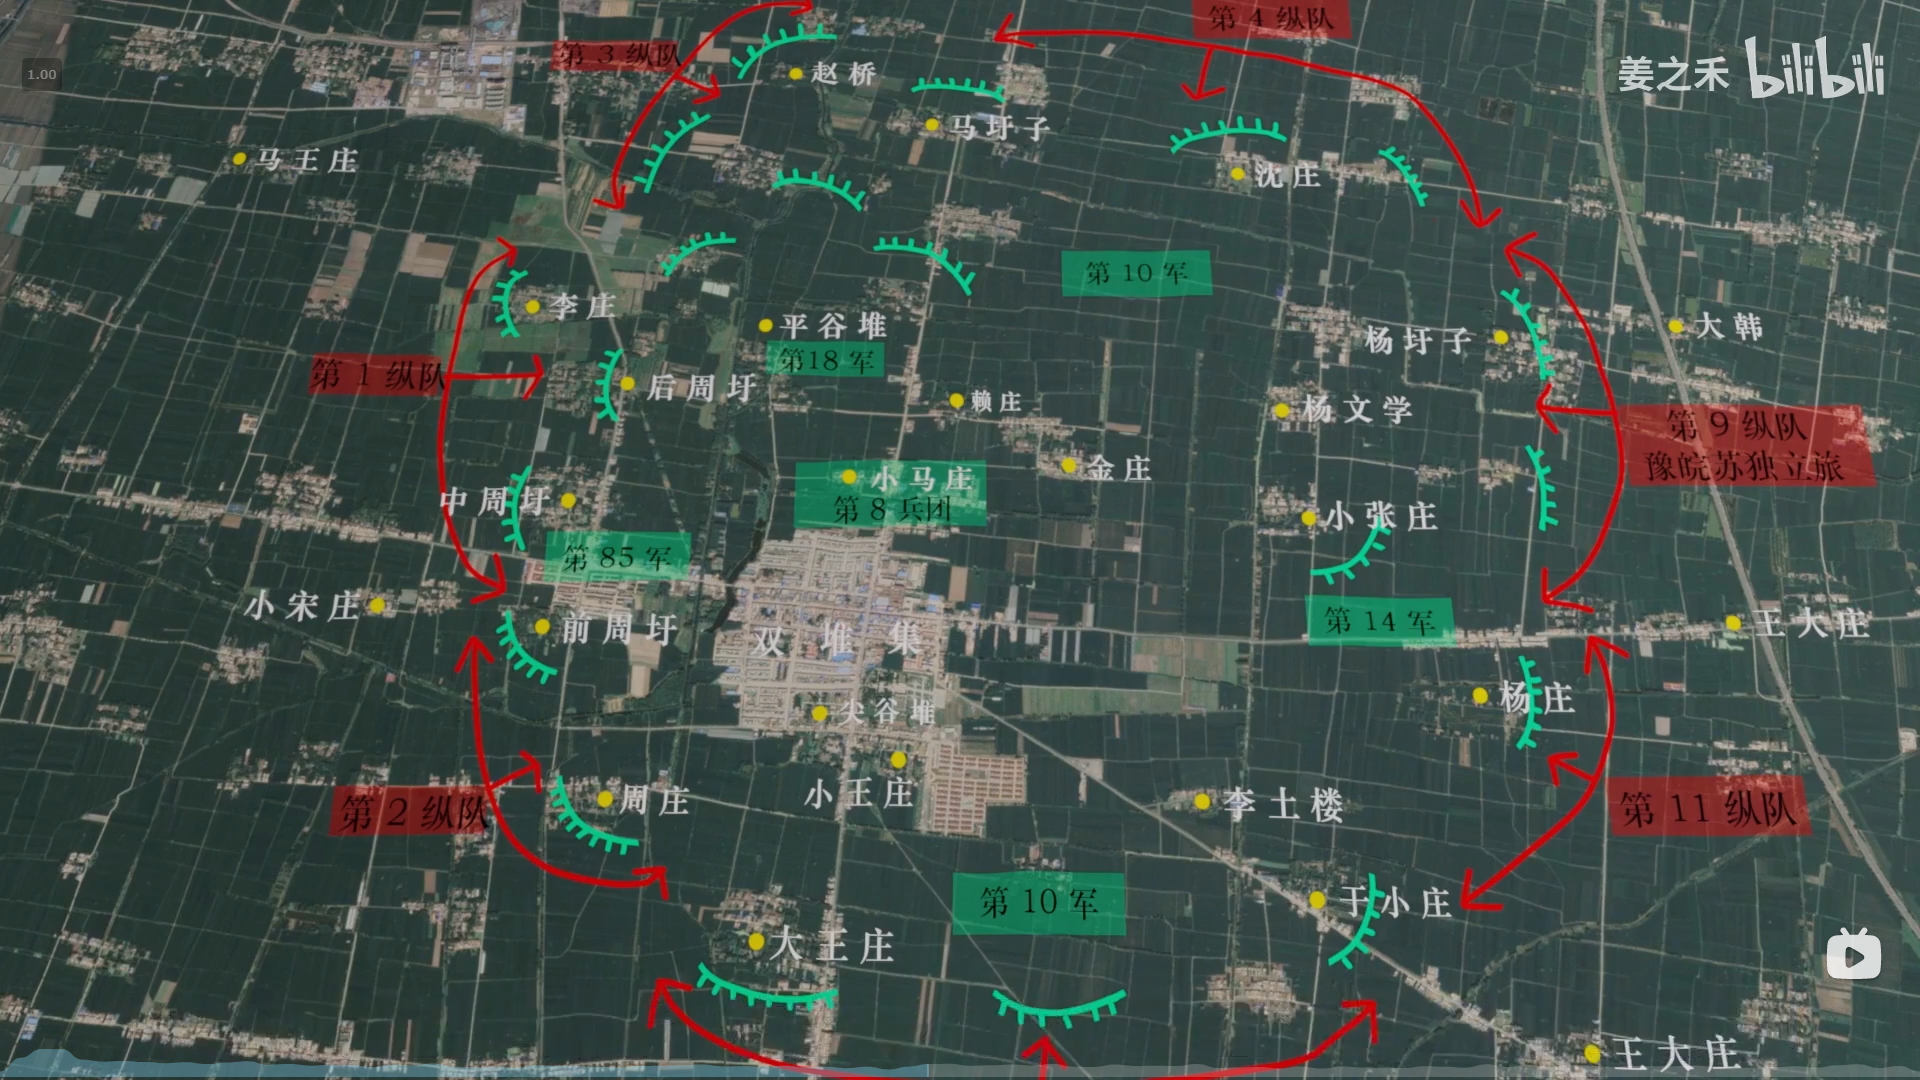 第 4 纵队
第 3 纵队
姜之禾 bilibili
1.00
赵桥
马圩子
马王庄
沈庄
第 10 军
李庄
平谷堆
大韩
杨圩子
第18 军
第 1 纵队
后周圩
赖庄
杨文学
第 9 纵队
豫皖苏独立旅
金庄
小马庄
第 8 兵团
中周圩
小张庄
第 85 军
小宋庄
前周圩
第 14 军
王大庄
双堆集
杨庄
尖谷堆
小王庄
周庄
李土楼
第 2 纵队
第 11 纵队
第 10 军
于小庄
大王庄
王大庄